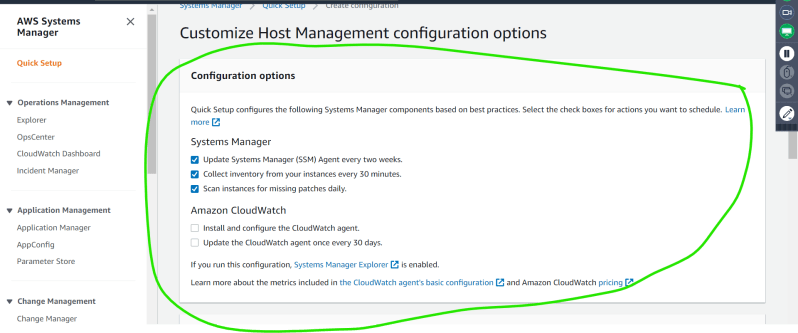 Systems Manager > Quick Setup > Create configuration
AWS Systems
Manager
Quick Setup
Operations Management
Explorer
OpsCenter
CloudWatch Dashboard
Incident Manager
Application Management
Application Manager
AppConfig
Parameter Store
Change Management
Change Manager
Customize Host Management configuration options
Configuration options
Quick Setup configures the following Systems Manager components based on best practices. Select the check boxes for actions you want to schedule. Learn
more
Systems Manager
Update Systems Manager (SSM) Agent every two weeks.
Collect inventory from your instances every 30 minutes.
Scan instances for missing patches daily.
Amazon CloudWatch
Install and configure the CloudWatch agent.
Update the CloudWatch agent once every 30 days.
If you run this configuration, Systems Manager Explorer is enabled.
Learn more about the metrics included in the CloudWatch agent's basic configuration and Amazon CloudWatch pricing